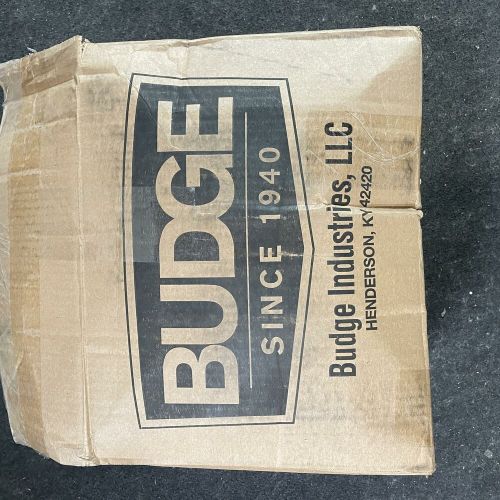 BUDGE
SINCE 1940
Budge Industries, LLC
HENDERSON, KY 42420